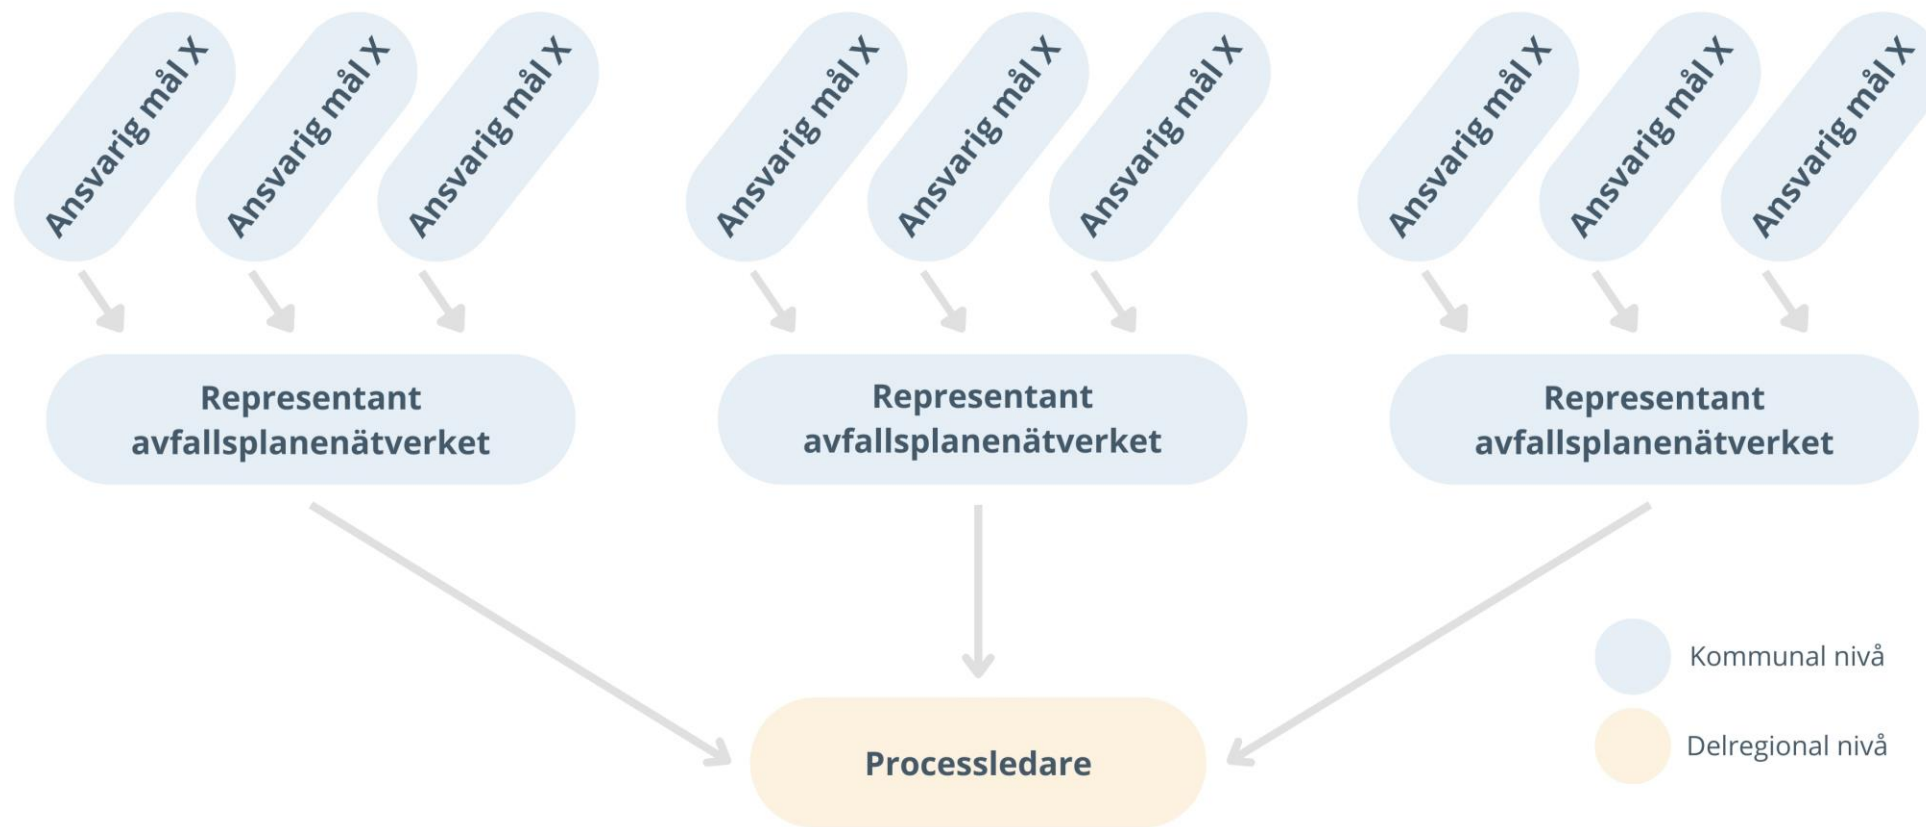 Ansvarig mål X
Ansvarig mål X
Ansvarig mål X
Ansvarig mål X
Ansvarig mål X
Ansvarig mål X
Ansvarig mål X
Ansvarig mål X
Ansvarig mål X
Representant
avfallsplanenätverket
Representant
avfallsplanenätverket
Representant
avfallsplanenätverket
Processledare
Kommunal nivå
Delregional nivå